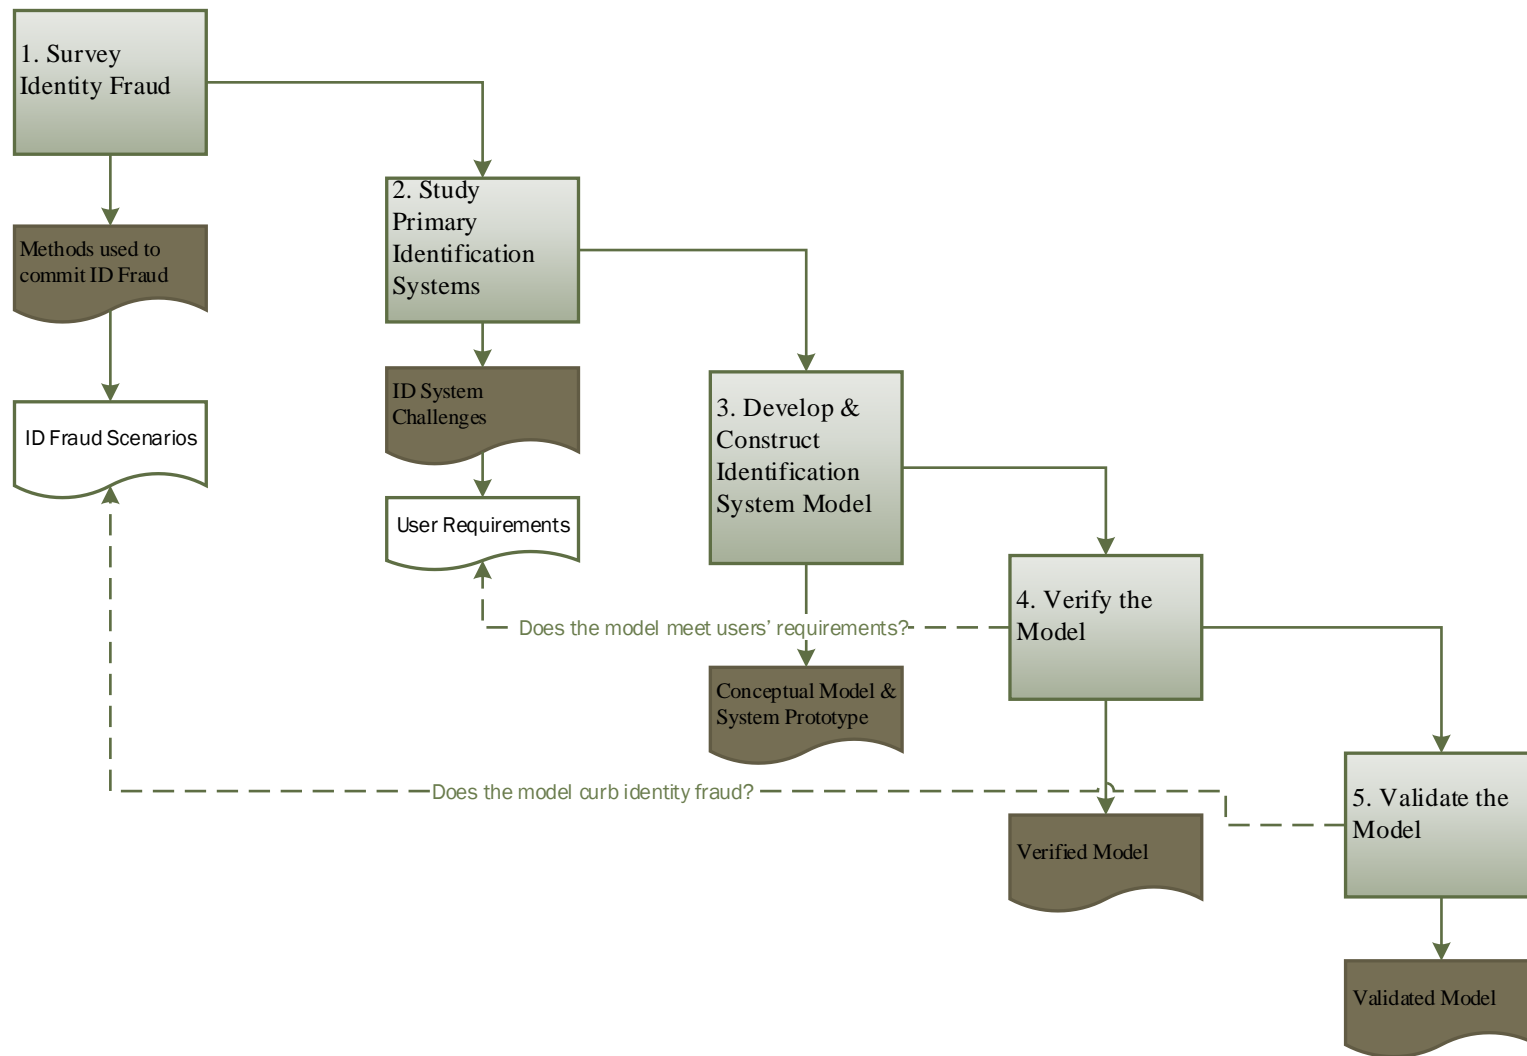 1. Survey
Identity Fraud
Methods used to
commit ID Fraud
ID Fraud Scenarios
2. Study
Primary
Identification
Systems
ID System
Challenges
User Requirements
3. Develop &
Construct
Identification
System Model
Does the model meet users’ requirements?
Conceptual Model &
System Prototype
4. Verify the
Model
Does the model curb identity fraud?
Verified Model
5. Validate the
Model
Validated Model